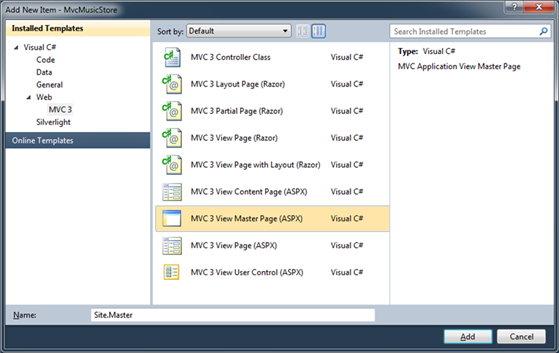 Add New Item - MvcMusicStore
Installed Templates
Sort by: Default
Search Installed Templates
Visual C#
Code
Data
General
Web
MVC 3
Silverlight
Online Templates
MVC 3 Controller Class Visual C#
MVC 3 Layout Page (Razor) Visual C#
MVC 3 Partial Page (Razor) Visual C#
MVC 3 View Page (Razor) Visual C#
MVC 3 View Page with Layout (Razor) Visual C#
MVC 3 View Content Page (ASPX) Visual C#
MVC 3 View Master Page (ASPX) Visual C#
MVC 3 View Page (ASPX) Visual C#
MVC 3 View User Control (ASPX) Visual C#
Type: Visual C#
MVC Application View Master Page
Name: Site.Master
Add Cancel